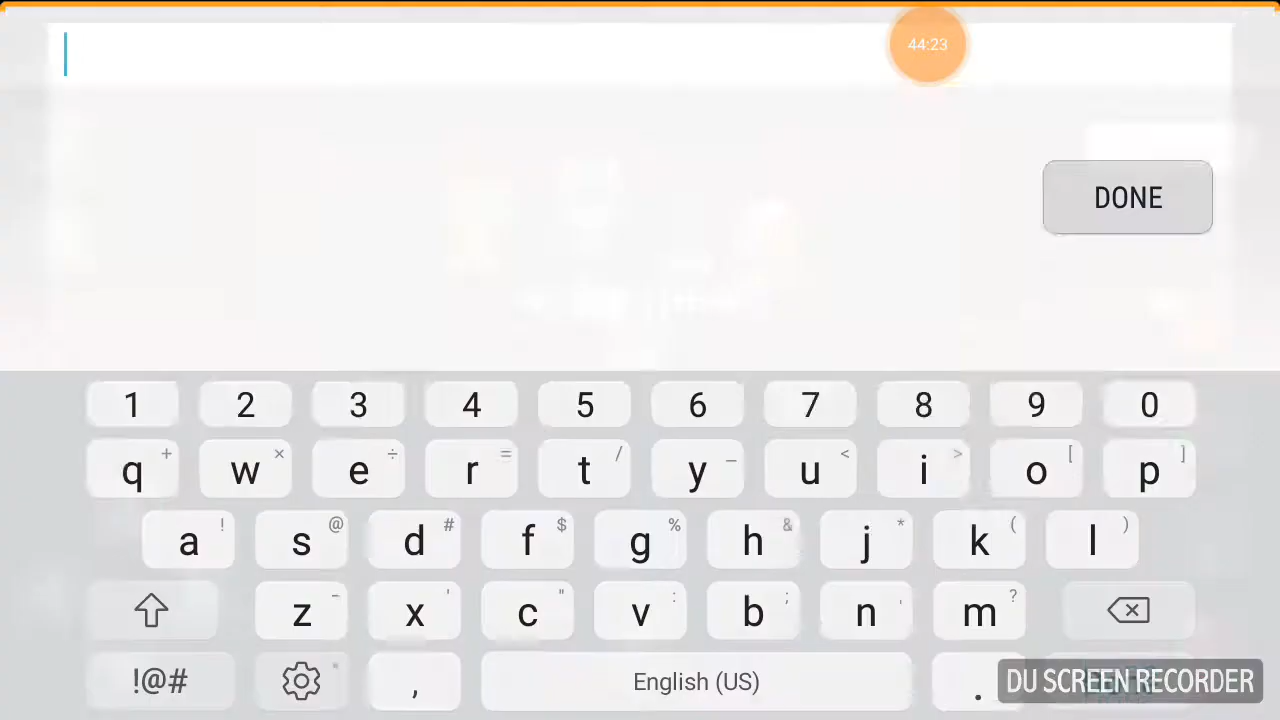 44:23
DONE
1 2 3 4 5 6 7 8 9 0
q + w × e ÷ r = t / y _ u < i > o [ p ]
a ! s @ d # f $ g % h & j * k ( l )
z - x ' c " v : b ; n , m ?
!@# , English (US) .
DU SCREEN RECORDER